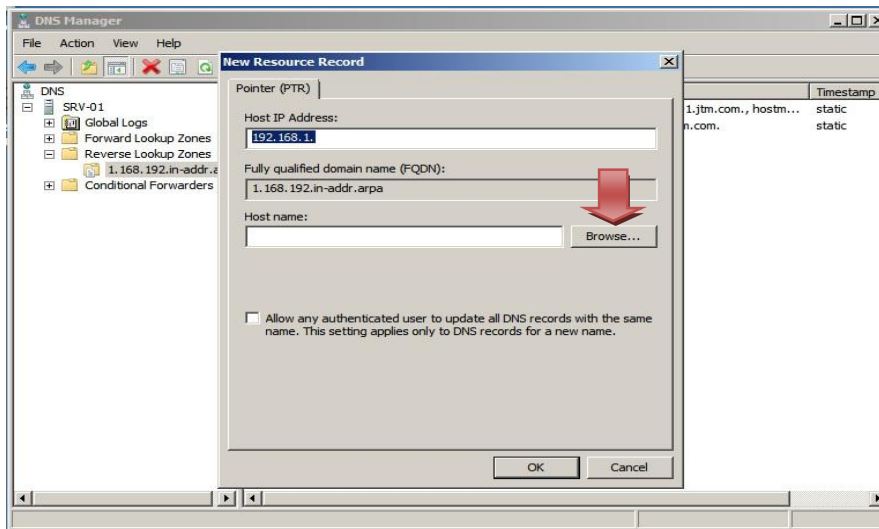 DNS Manager
File Action View Help
DNS
SRV-01
Global Logs
Forward Lookup Zones
Reverse Lookup Zones
1.168.192.in-addr.a
Conditional Forwarders
New Resource Record
Pointer (PTR)
Host IP Address:
192.168.1.
Fully qualified domain name (FQDN):
1.168.192.in-addr.arpa
Host name:
Browse...
Allow any authenticated user to update all DNS records with the same
name. This setting applies only to DNS records for a new name.
OK Cancel
Timestamp
1.jtm.com., hostm... static
n.com. static